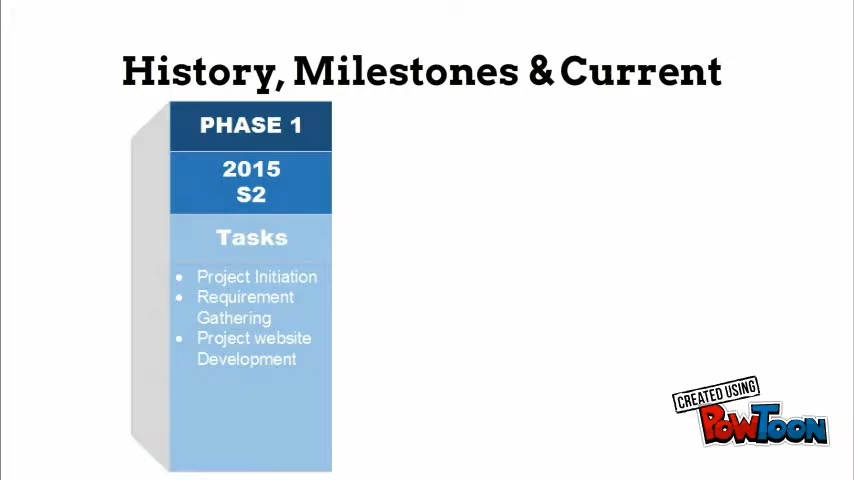 History, Milestones & Current
PHASE 1
2015
S2
Tasks
• Project Initiation
• Requirement
Gathering
• Project website
Development
CREATED USING
POWTOON